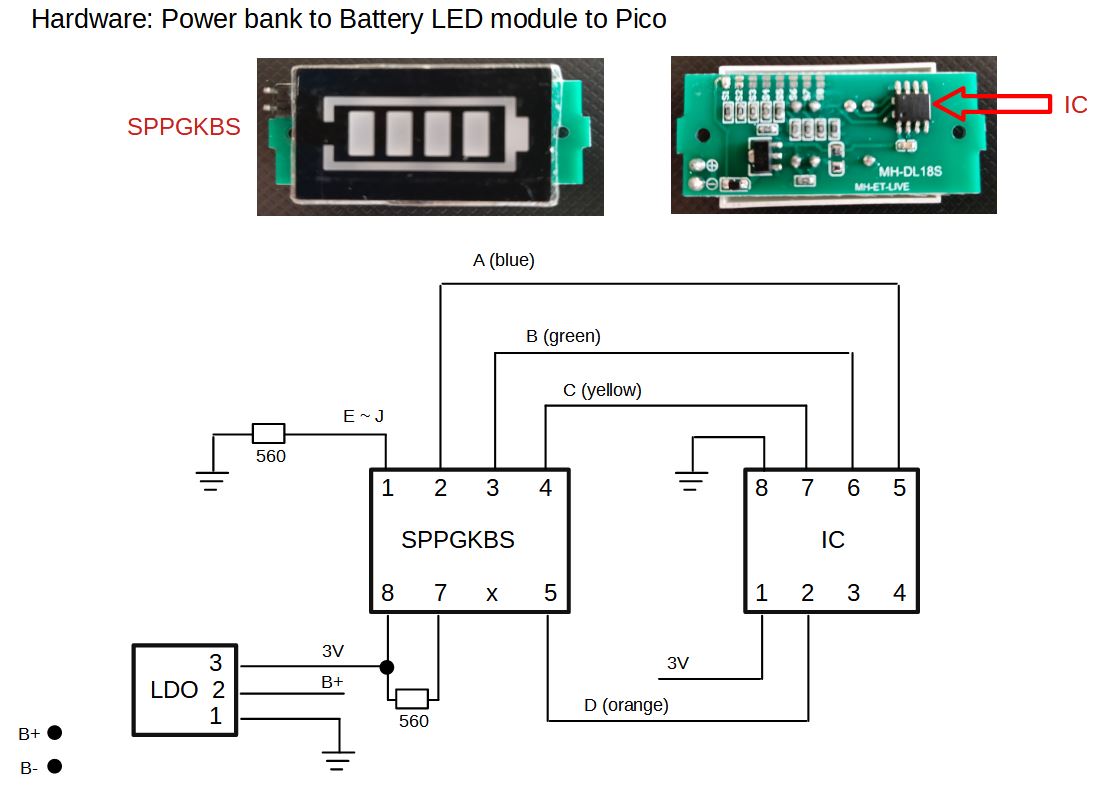 Hardware: Power bank to Battery LED module to Pico
SPPGKBS
IC
MH-DL18S
MH-ET-LIVE
A (blue)
B (green)
C (yellow)
E ~ J
560
1 2 3 4
SPPGKBS
8 7 x 5
8 7 6 5
IC
1 2 3 4
3V
B+
560
LDO
3
2
1
3V
D (orange)
B+
B-